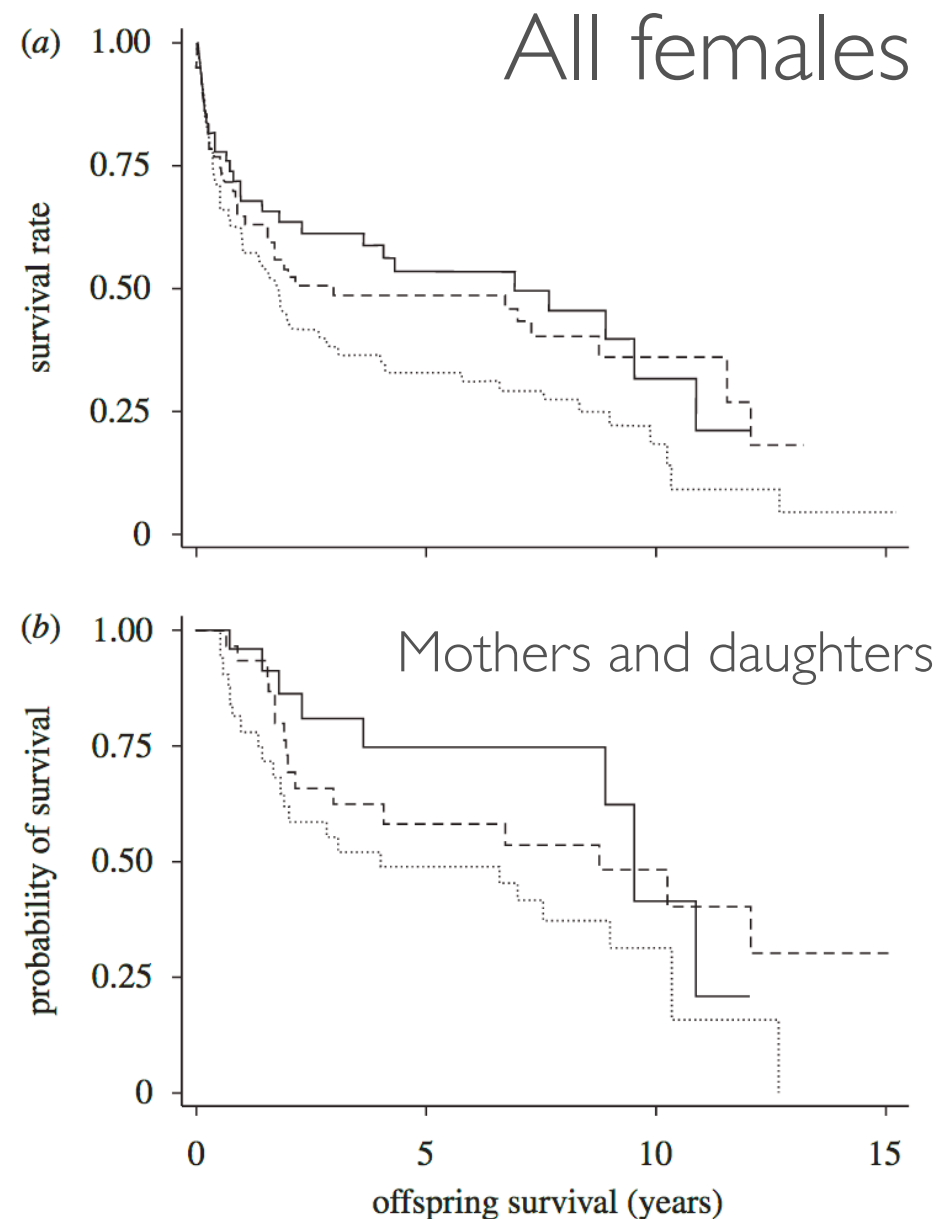 (a)
All females
1.00
0.75
0.50
0.25
0
survival rate
(b)
Mothers and daughters
1.00
0.75
0.50
0.25
0
probability of survival
0 5 10 15
offspring survival (years)